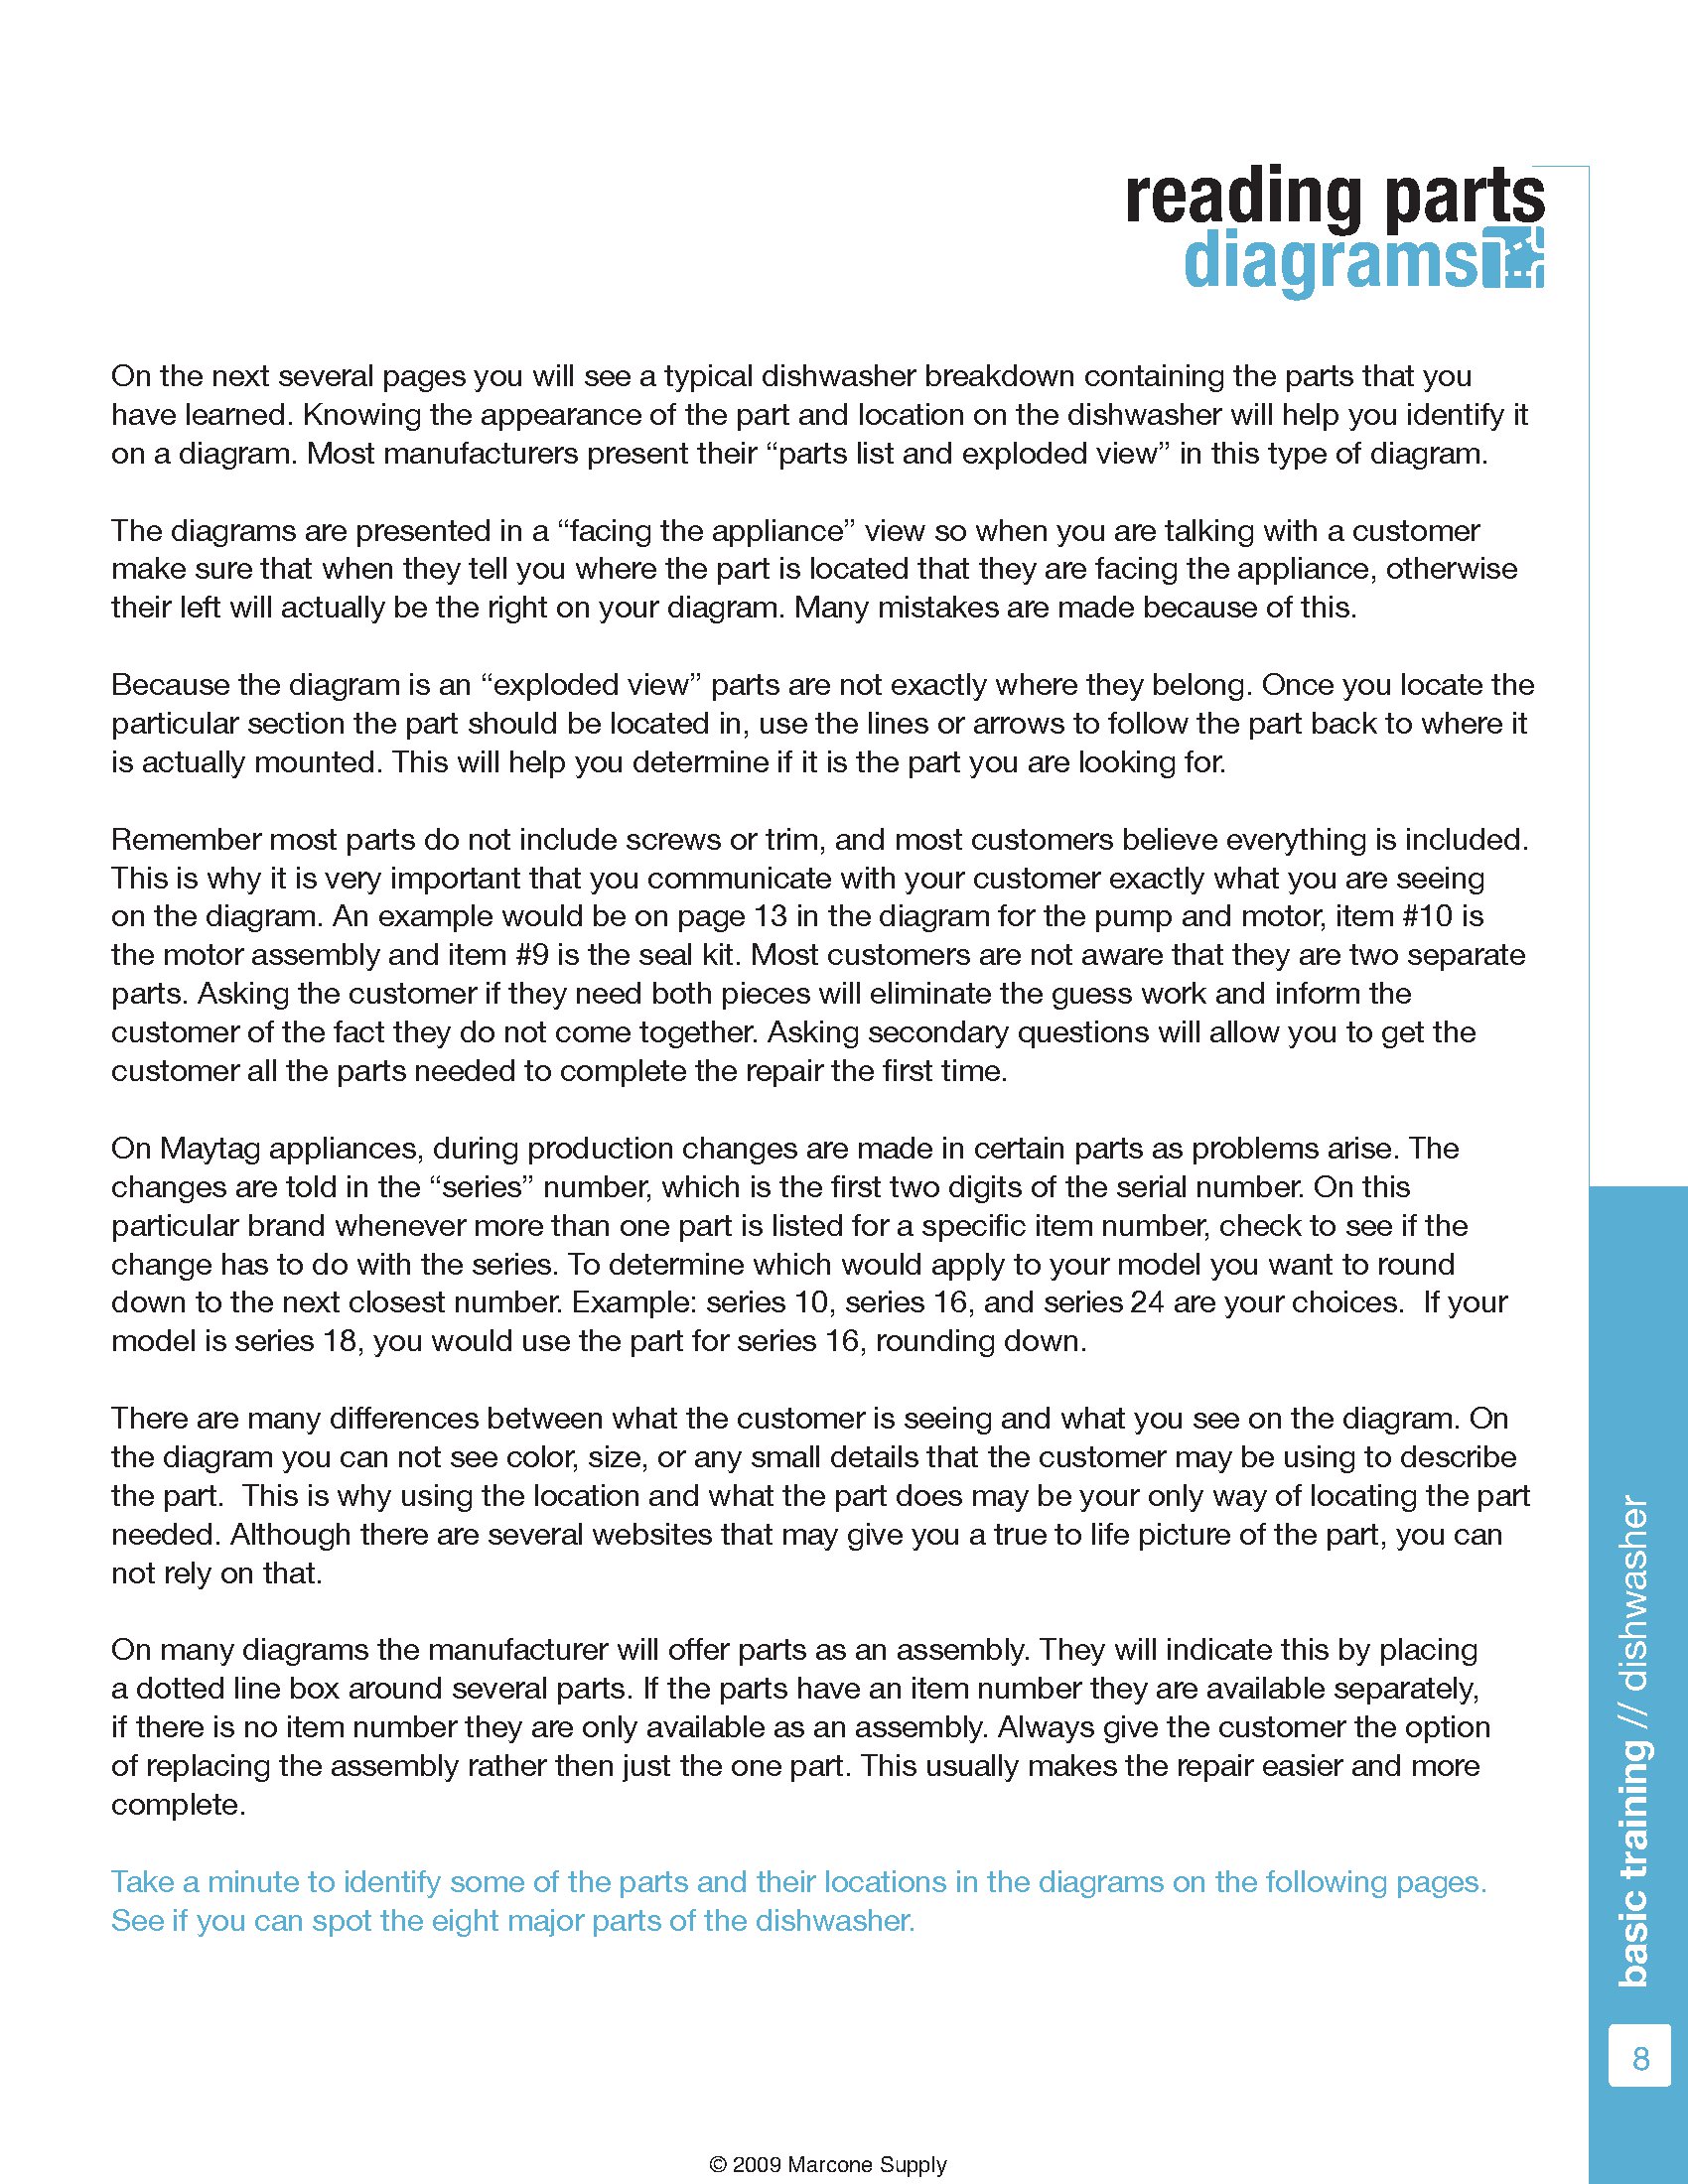 reading parts
diagrams
On the next several pages you will see a typical dishwasher breakdown containing the parts that you
have learned. Knowing the appearance of the part and location on the dishwasher will help you identify it
on a diagram. Most manufacturers present their “parts list and exploded view” in this type of diagram.
The diagrams are presented in a “facing the appliance” view so when you are talking with a customer
make sure that when they tell you where the part is located that they are facing the appliance, otherwise
their left will actually be the right on your diagram. Many mistakes are made because of this.
Because the diagram is an “exploded view” parts are not exactly where they belong. Once you locate the
particular section the part should be located in, use the lines or arrows to follow the part back to where it
is actually mounted. This will help you determine if it is the part you are looking for.
Remember most parts do not include screws or trim, and most customers believe everything is included.
This is why it is very important that you communicate with your customer exactly what you are seeing
on the diagram. An example would be on page 13 in the diagram for the pump and motor, item #10 is
the motor assembly and item #9 is the seal kit. Most customers are not aware that they are two separate
parts. Asking the customer if they need both pieces will eliminate the guess work and inform the
customer of the fact they do not come together. Asking secondary questions will allow you to get the
customer all the parts needed to complete the repair the first time.
On Maytag appliances, during production changes are made in certain parts as problems arise. The
changes are told in the “series” number, which is the first two digits of the serial number. On this
particular brand whenever more than one part is listed for a specific item number, check to see if the
change has to do with the series. To determine which would apply to your model you want to round
down to the next closest number. Example: series 10, series 16, and series 24 are your choices.  If your
model is series 18, you would use the part for series 16, rounding down.
There are many differences between what the customer is seeing and what you see on the diagram. On
the diagram you can not see color, size, or any small details that the customer may be using to describe
the part.  This is why using the location and what the part does may be your only way of locating the part
needed. Although there are several websites that may give you a true to life picture of the part, you can
not rely on that.
On many diagrams the manufacturer will offer parts as an assembly. They will indicate this by placing
a dotted line box around several parts. If the parts have an item number they are available separately,
if there is no item number they are only available as an assembly. Always give the customer the option
of replacing the assembly rather then just the one part. This usually makes the repair easier and more
complete.
Take a minute to identify some of the parts and their locations in the diagrams on the following pages.
See if you can spot the eight major parts of the dishwasher.
basic training // dishwasher
8
© 2009 Marcone Supply